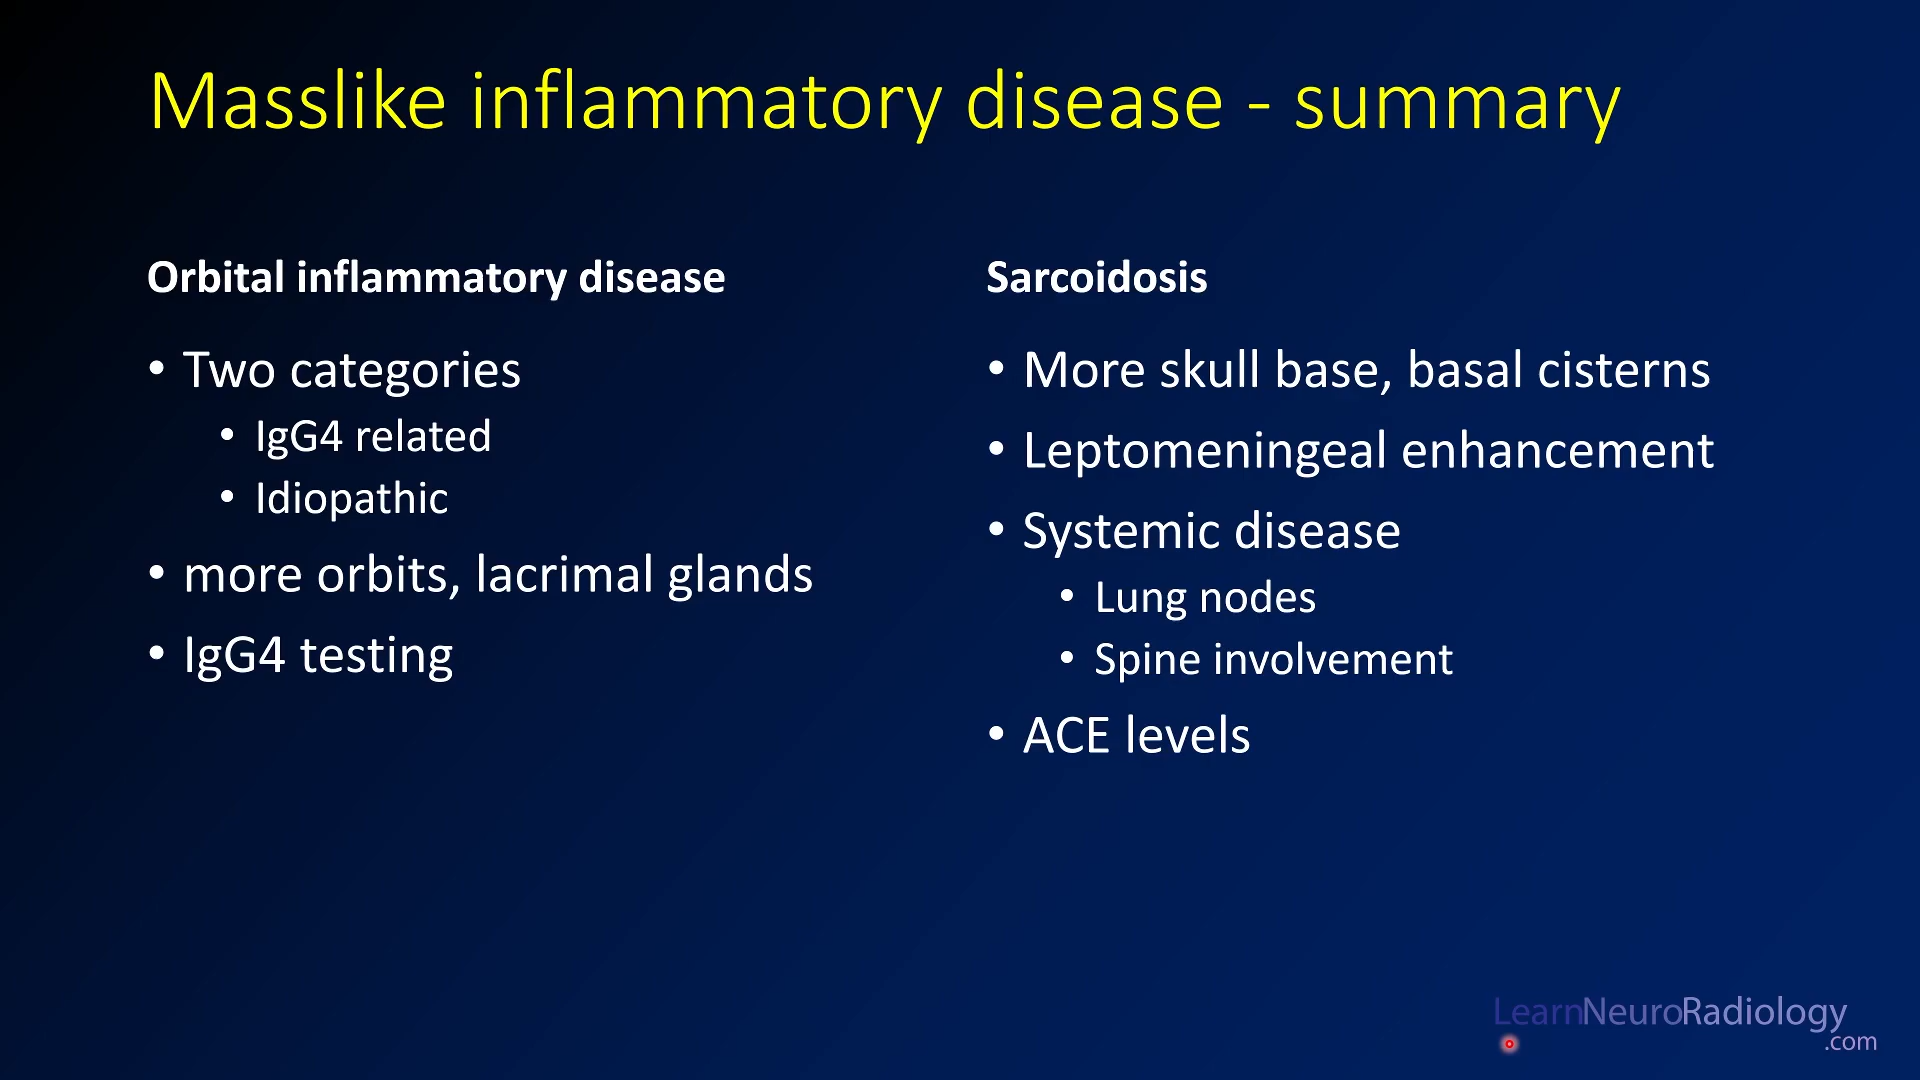 Masslike inflammatory disease - summary
Orbital inflammatory disease
• Two categories
• IgG4 related
• Idiopathic
• more orbits, lacrimal glands
• IgG4 testing
Sarcoidosis
• More skull base, basal cisterns
• Leptomeningeal enhancement
• Systemic disease
• Lung nodes
• Spine involvement
• ACE levels
LearnNeuroRadiology
.com